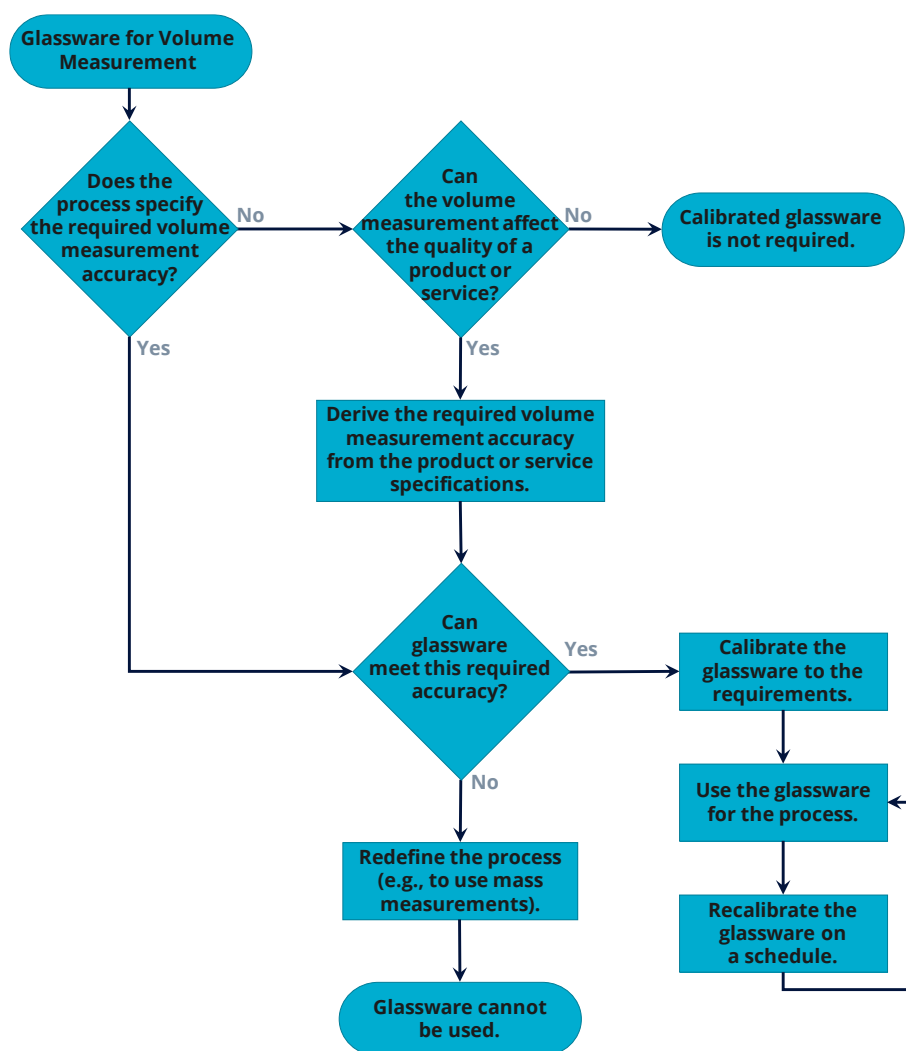 Glassware for Volume
Measurement
Does the
process specify
the required volume
measurement
accuracy?
No
Can
the volume
measurement affect
the quality of a
product or
service?
No
Calibrated glassware
is not required.
Yes
Yes
Derive the required volume
measurement accuracy
from the product or service
specifications.
Can
glassware
meet this required
accuracy?
Yes
Calibrate the
glassware to the
requirements.
No
Use the glassware
for the process.
Redefine the process
(e.g., to use mass
measurements).
Recalibrate the
glassware on
a schedule.
Glassware cannot
be used.